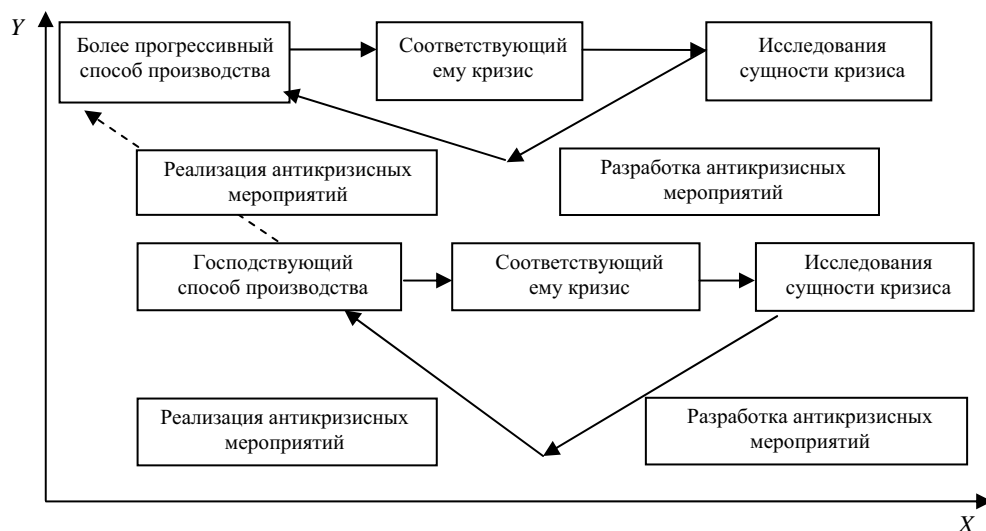 Y
Более прогрессивный
способ производства
Соответствующий
ему кризис
Исследования
сущности кризиса
Реализация антикризисных
мероприятий
Разработка антикризисных
мероприятий
Господствующий
способ производства
Соответствующий
ему кризис
Исследования
сущности кризиса
Реализация антикризисных
мероприятий
Разработка антикризисных
мероприятий
X